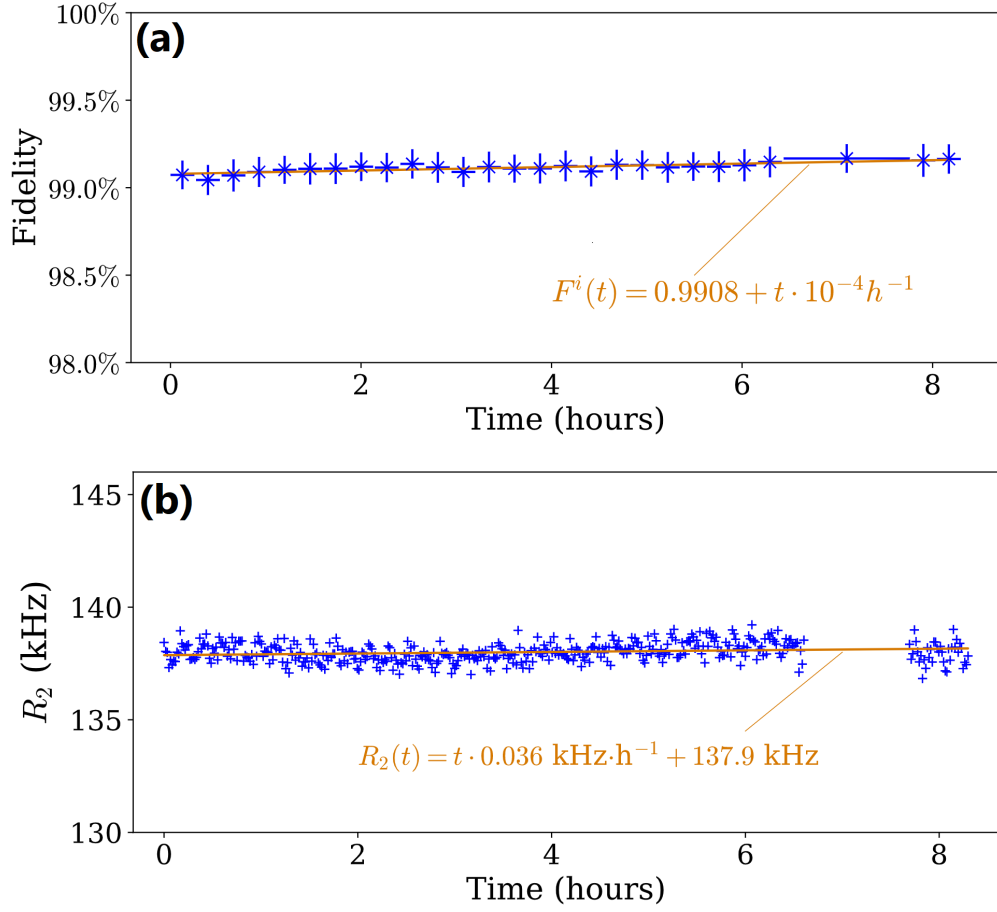 (a)
100%
99.5%
99.0%
98.5%
98.0%
Fidelity
F^i(t) = 0.9908 + t · 10^{-4} h^{-1}
0 2 4 6 8
Time (hours)
(b)
145
140
135
130
R_2 (kHz)
R_2(t) = t · 0.036 kHz·h^{-1} + 137.9 kHz
0 2 4 6 8
Time (hours)